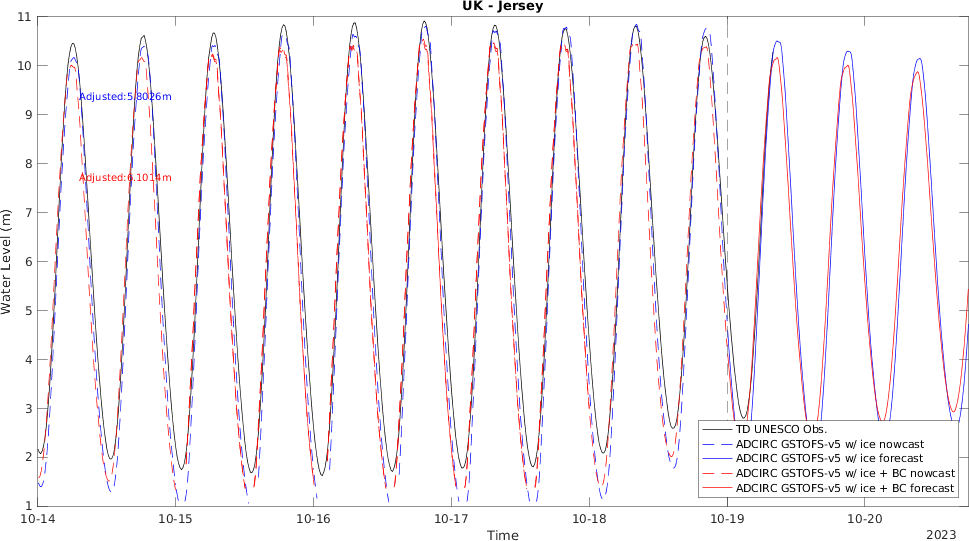 UK - Jersey
11
10
9
8
7
6
5
4
3
2
1
Water Level (m)
Adjusted:5.8026m
Adjusted:6.1014m
TD UNESCO Obs.
ADCIRC GSTOFS-v5 w/ ice nowcast
ADCIRC GSTOFS-v5 w/ ice forecast
ADCIRC GSTOFS-v5 w/ ice + BC nowcast
ADCIRC GSTOFS-v5 w/ ice + BC forecast
10-14 10-15 10-16 10-17 10-18 10-19 10-20
Time
2023